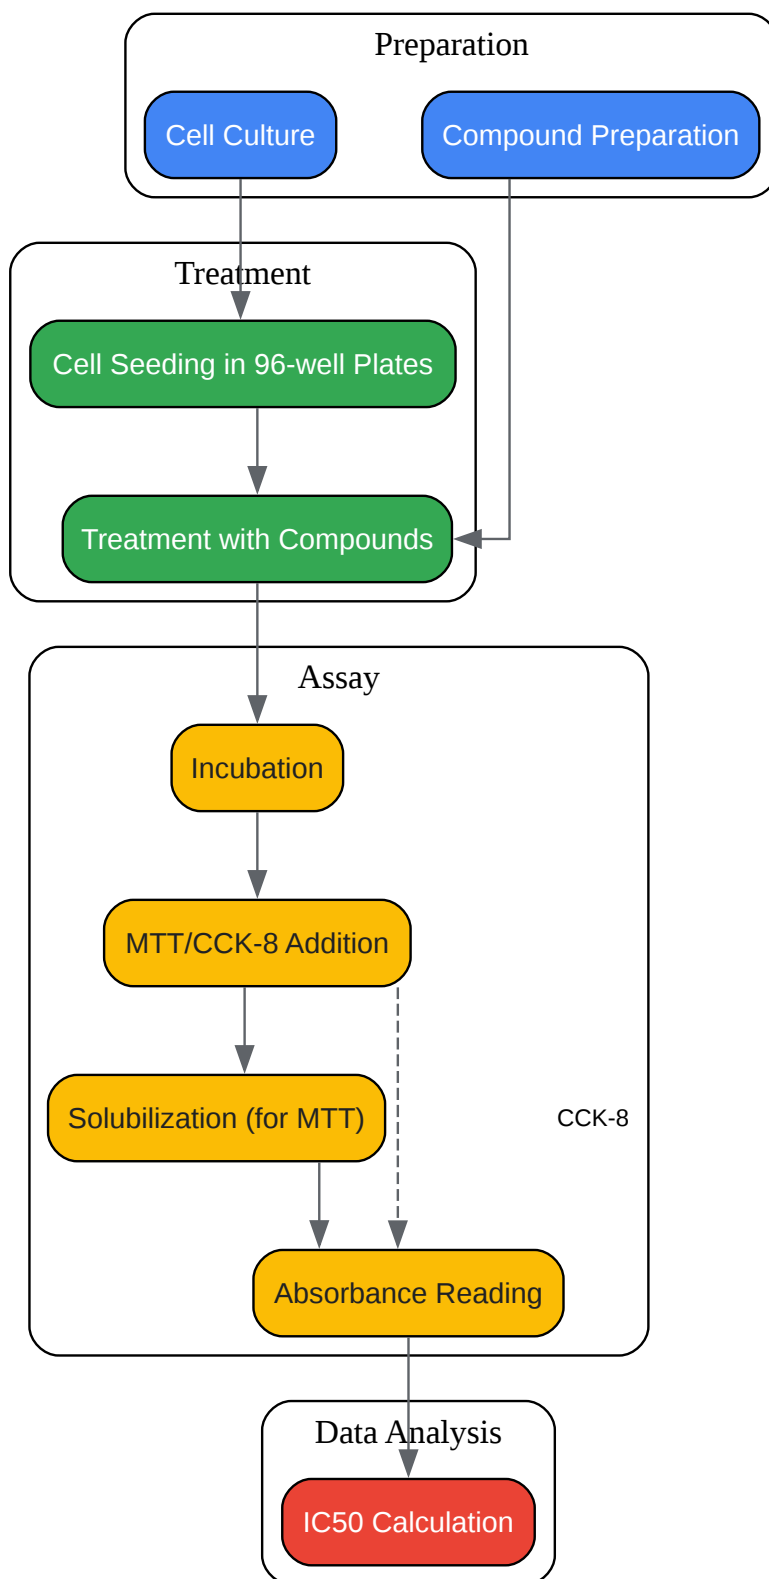 Preparation
Cell Culture
Compound Preparation
Treatment
Cell Seeding in 96-well Plates
Treatment with Compounds
Assay
Incubation
MTT/CCK-8 Addition
Solubilization (for MTT)
CCK-8
Absorbance Reading
Data Analysis
IC50 Calculation